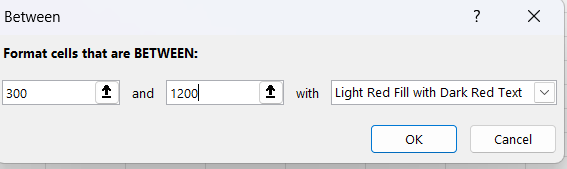 Between
?
Format cells that are BETWEEN:
300 and 1200 with Light Red Fill with Dark Red Text
OK Cancel